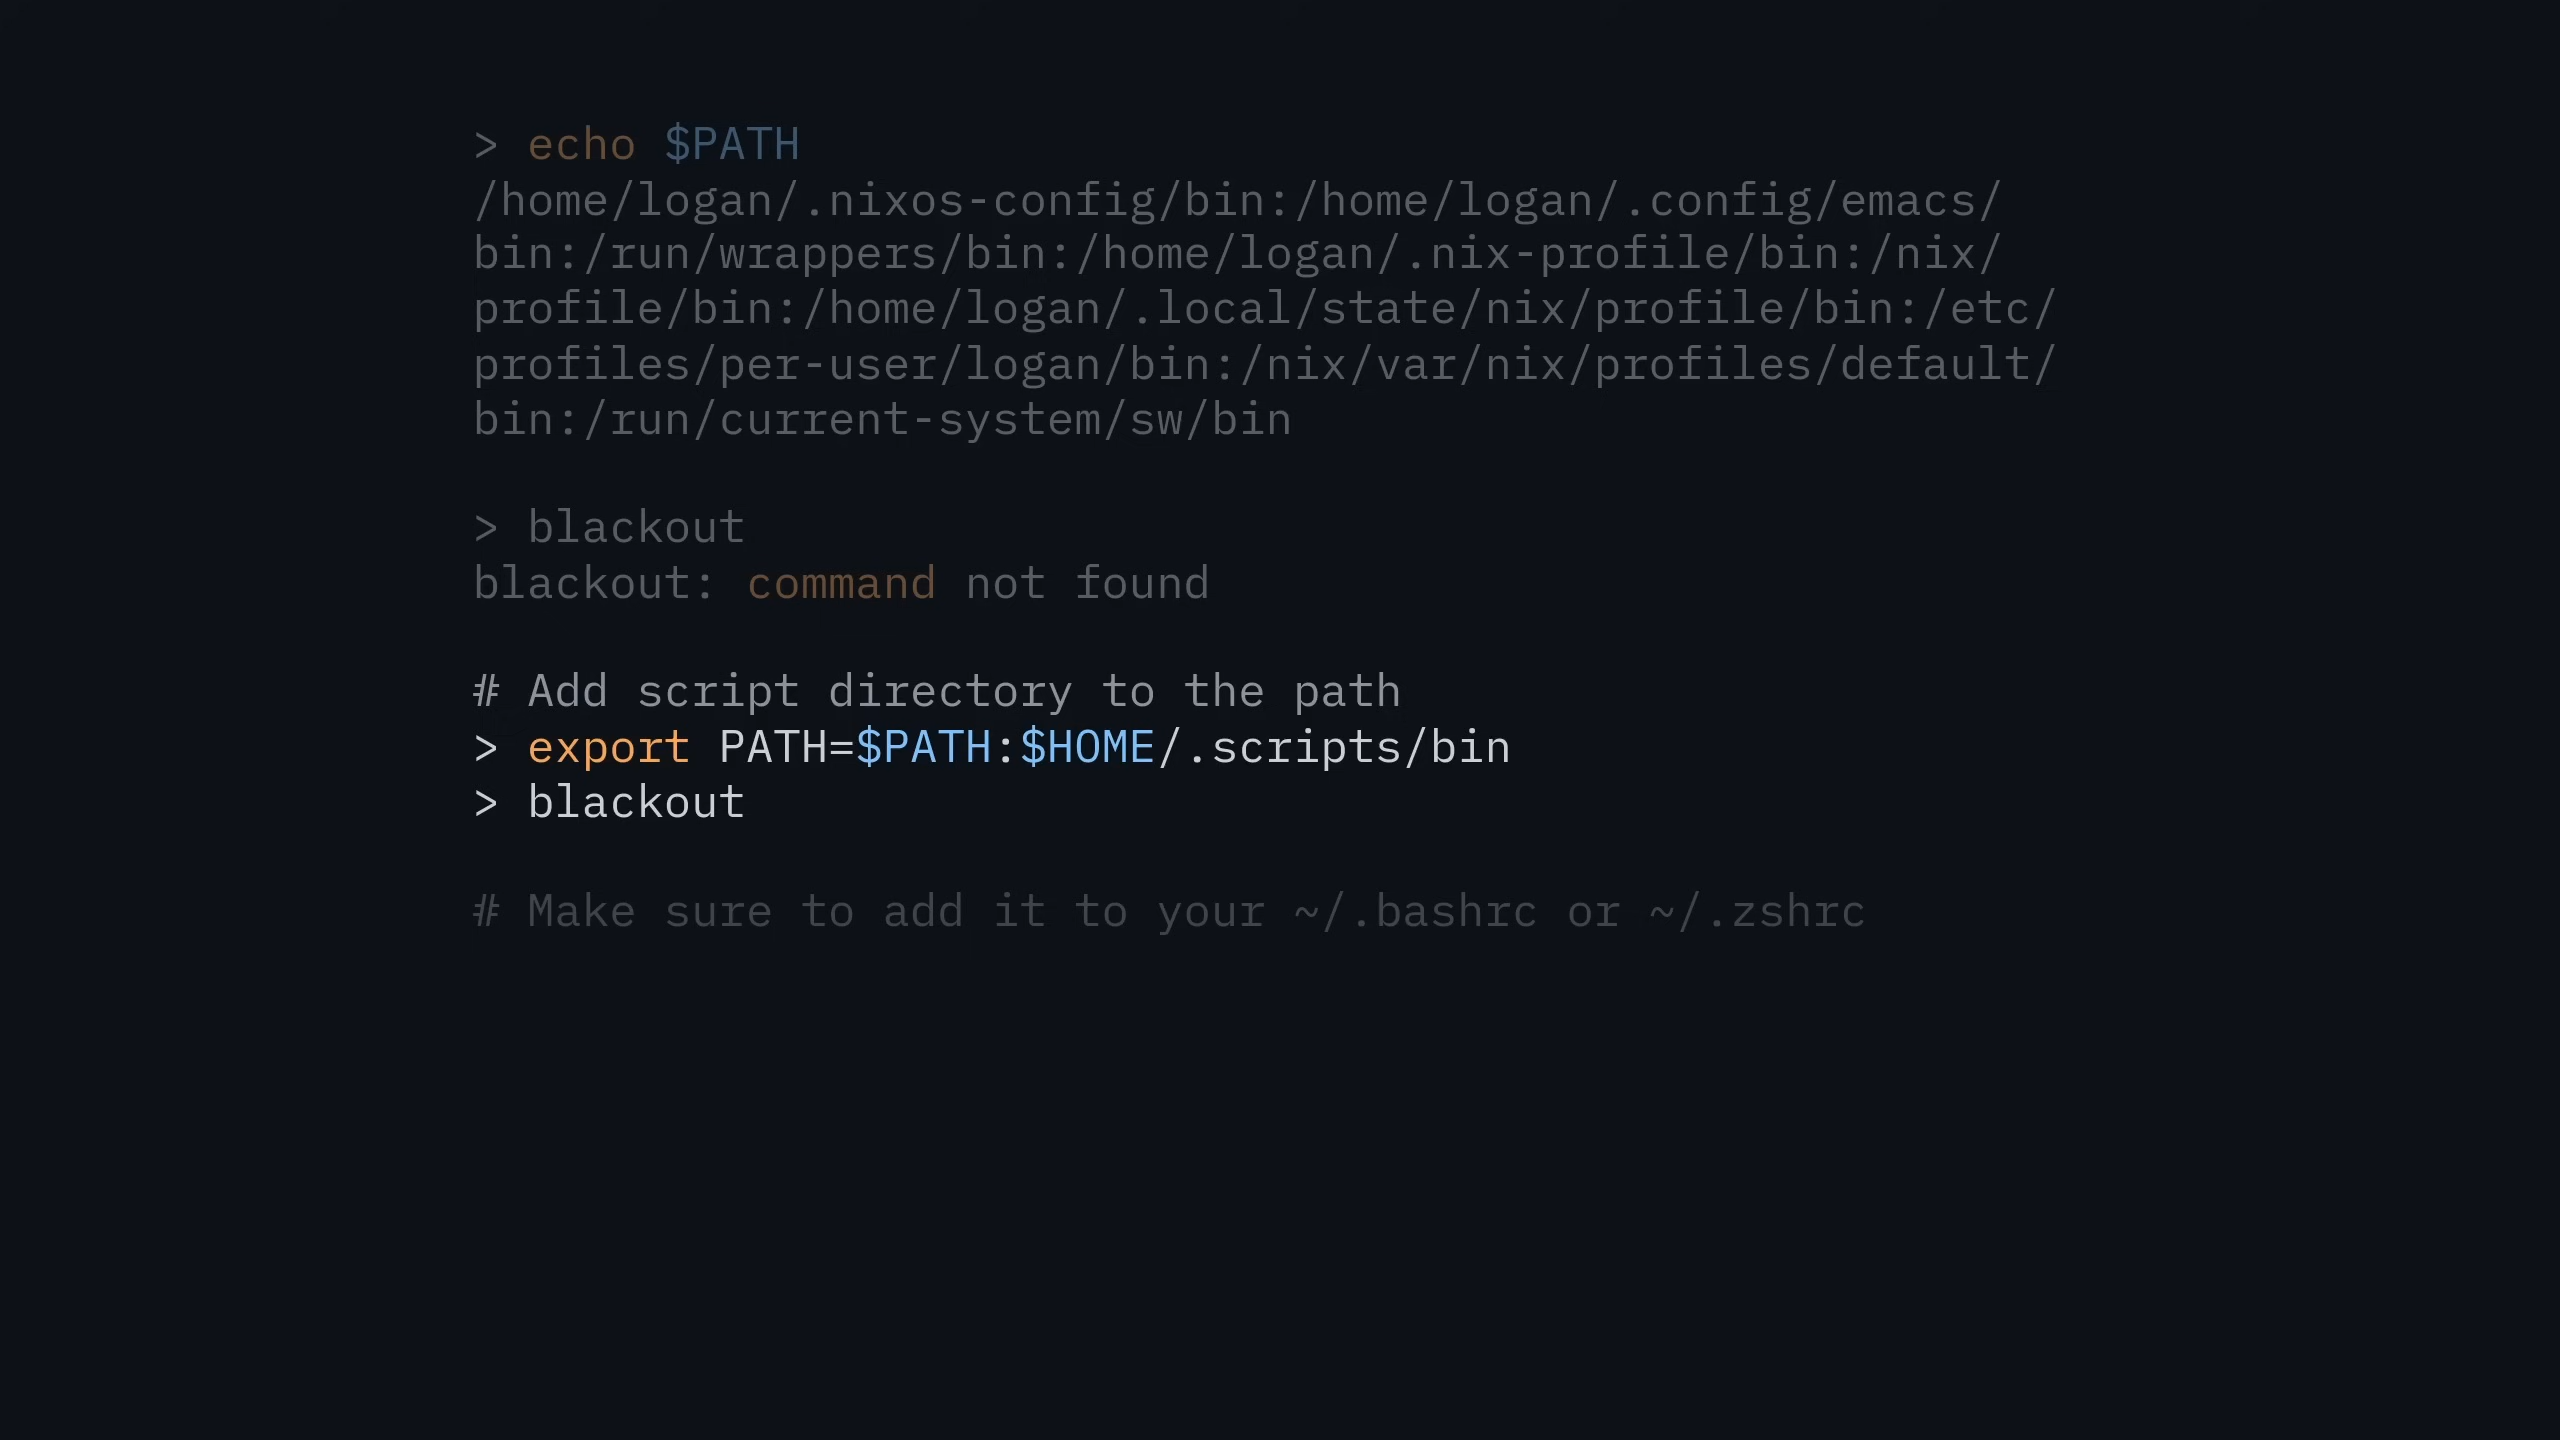 > echo $PATH
/home/logan/.nixos-config/bin:/home/logan/.config/emacs/
bin:/run/wrappers/bin:/home/logan/.nix-profile/bin:/nix/
profile/bin:/home/logan/.local/state/nix/profile/bin:/etc/
profiles/per-user/logan/bin:/nix/var/nix/profiles/default/
bin:/run/current-system/sw/bin
> blackout
blackout: command not found
# Add script directory to the path
> export PATH=$PATH:$HOME/.scripts/bin
> blackout
# Make sure to add it to your ~/.bashrc or ~/.zshrc